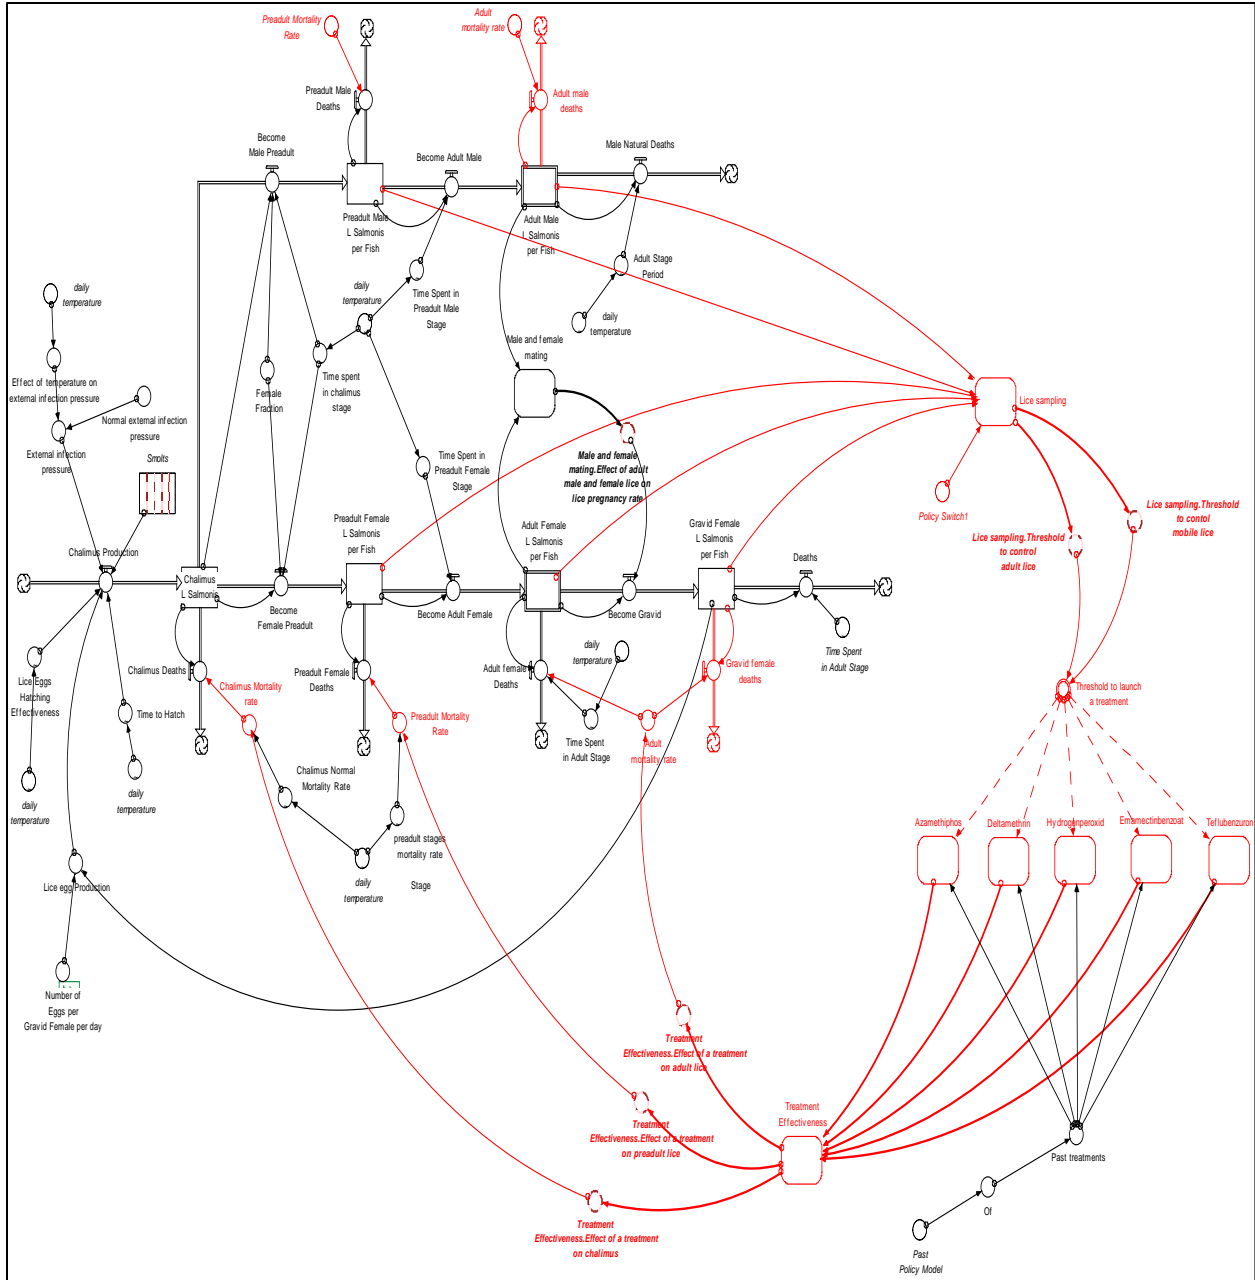 Preadult Mortality
Rate
Adult
mortality rate
Preadult Male
Deaths
Adult male
deaths
Become
Male Preadult
Become Adult Male
Male Natural Deaths
Preadult Male
L Salmonis
per Fish
Adult Male
L Salmonis
per Fish
Adult Stage
Period
daily
temperature
daily
temperature
Time Spent in
Preadult Male
Stage
daily
temperature
Male and female
mating
Effect of temperature on
external infection pressure
Female
Fraction
Time spent
in chalimus
stage
Lice sampling
Normal external infection
pressure
External infection
pressure
Smolts
Time Spent in
Preadult Female
Stage
Male and female
mating.Effect of adult
male and female lice on
lice pregnancy rate
Policy Switch1
Lice sampling.Threshold
to control
adult lice
Lice sampling.Threshold
to contol
mobile lice
Preadult Female
L Salmonis
per Fish
Adult Female
L Salmonis
per Fish
Gravid Female
L Salmonis
per Fish
Chalimus Production
Deaths
Chalimus
L Salmonis
Become
Female Preadult
Become Adult Female
Become Gravid
Time Spent
in Adult Stage
Lice Eggs
Hatching
Effectiveness
Chalimus Deaths
Chalimus Mortality
rate
Preadult Female
Deaths
Adult female
Deaths
daily
temperature
Gravid female
deaths
Threshold to launch
a treatment
Time to Hatch
Preadult Mortality
Rate
Time Spent
in Adult Stage
Adult
mortality rate
Chalimus Normal
Mortality Rate
daily
temperature
daily
temperature
preadult stages
mortality rate
Stage
Azamethiphos
Deltamethrin
Hydrogenperoxid
Emamectinbenzoat
Teflubenzuron
Lice egg Production
daily
temperature
Number of
Eggs per
Gravid Female per day
Treatment
Effectiveness.Effect of a treatment
on adult lice
Treatment
Effectiveness
Treatment
Effectiveness.Effect of a treatment
on preadult lice
Past treatments
Of
Treatment
Effectiveness.Effect of a treatment
on chalimus
Past
Policy Model